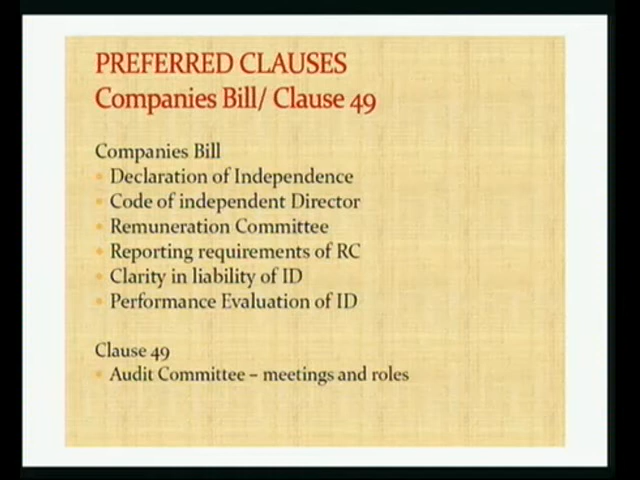 PREFERRED CLAUSES
Companies Bill/ Clause 49
Companies Bill
• Declaration of Independence
• Code of independent Director
• Remuneration Committee
• Reporting requirements of RC
• Clarity in liability of ID
• Performance Evaluation of ID
Clause 49
• Audit Committee – meetings and roles